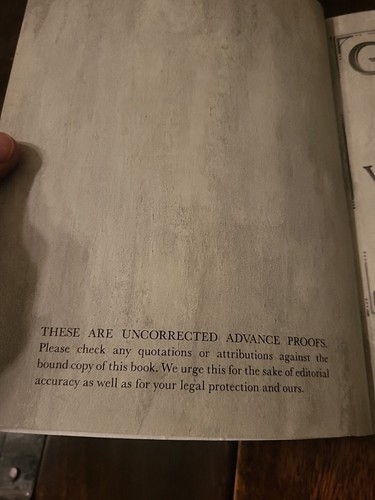 THESE ARE UNCORRECTED ADVANCE PROOFS.
Please check any quotations or attributions against the
bound copy of this book. We urge this for the sake of editorial
accuracy as well as for your legal protection and ours.
G